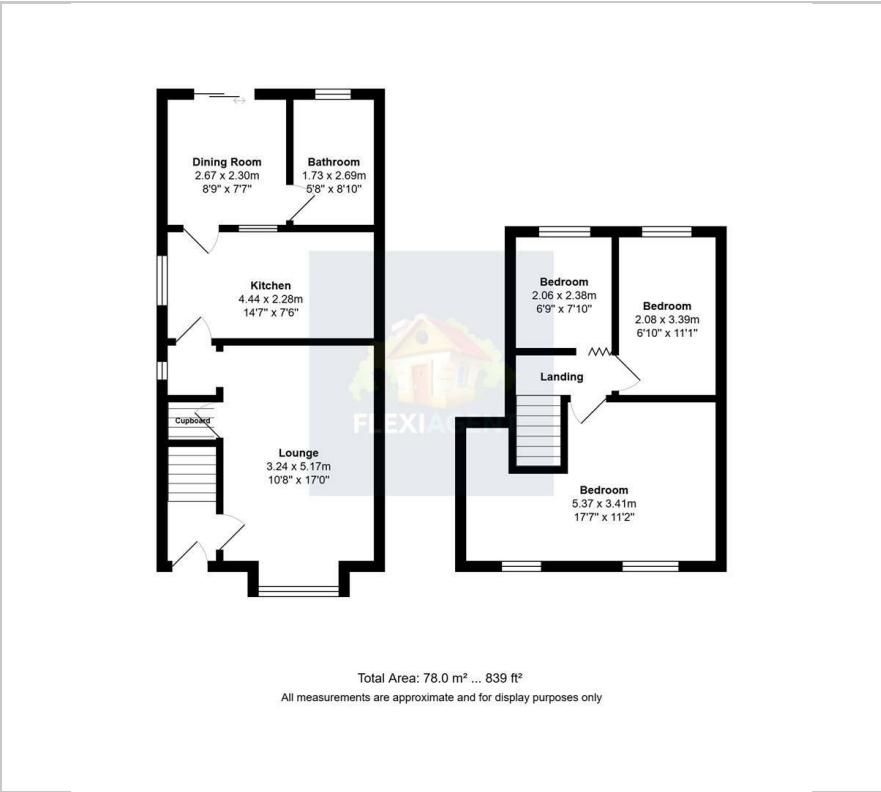 Dining Room
2.67 x 2.30m
8'9" x 7'7"
Bathroom
1.73 x 2.69m
5'8" x 8'10"
Kitchen
4.44 x 2.28m
14'7" x 7'6"
Cupboard
Lounge
3.24 x 5.17m
10'8" x 17'0"
Bedroom
2.06 x 2.38m
6'9" x 7'10"
Bedroom
2.08 x 3.39m
6'10" x 11'1"
Landing
Bedroom
5.37 x 3.41m
17'7" x 11'2"
FLEXIAGENT
Total Area: 78.0 m² ... 839 ft²
All measurements are approximate and for display purposes only